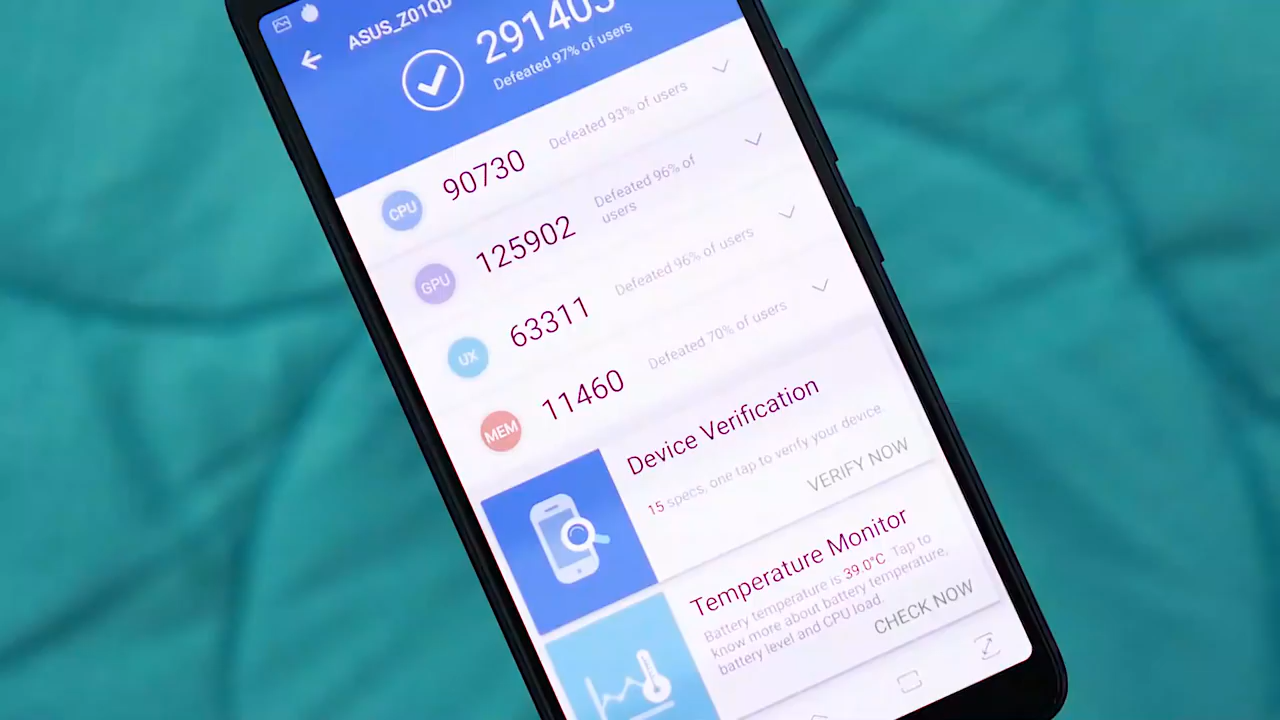 ASUS_Z01QD
291403
Defeated 97% of users
CPU 90730 Defeated 93% of users
GPU 125902 Defeated 96% of
users
UX 63311 Defeated 96% of users
MEM 11460 Defeated 70% of users
Device Verification
15 specs, one tap to verify your device.
VERIFY NOW
Temperature Monitor
Battery temperature is 39.0°C Tap to
know more about battery temperature,
battery level and CPU load.
CHECK NOW